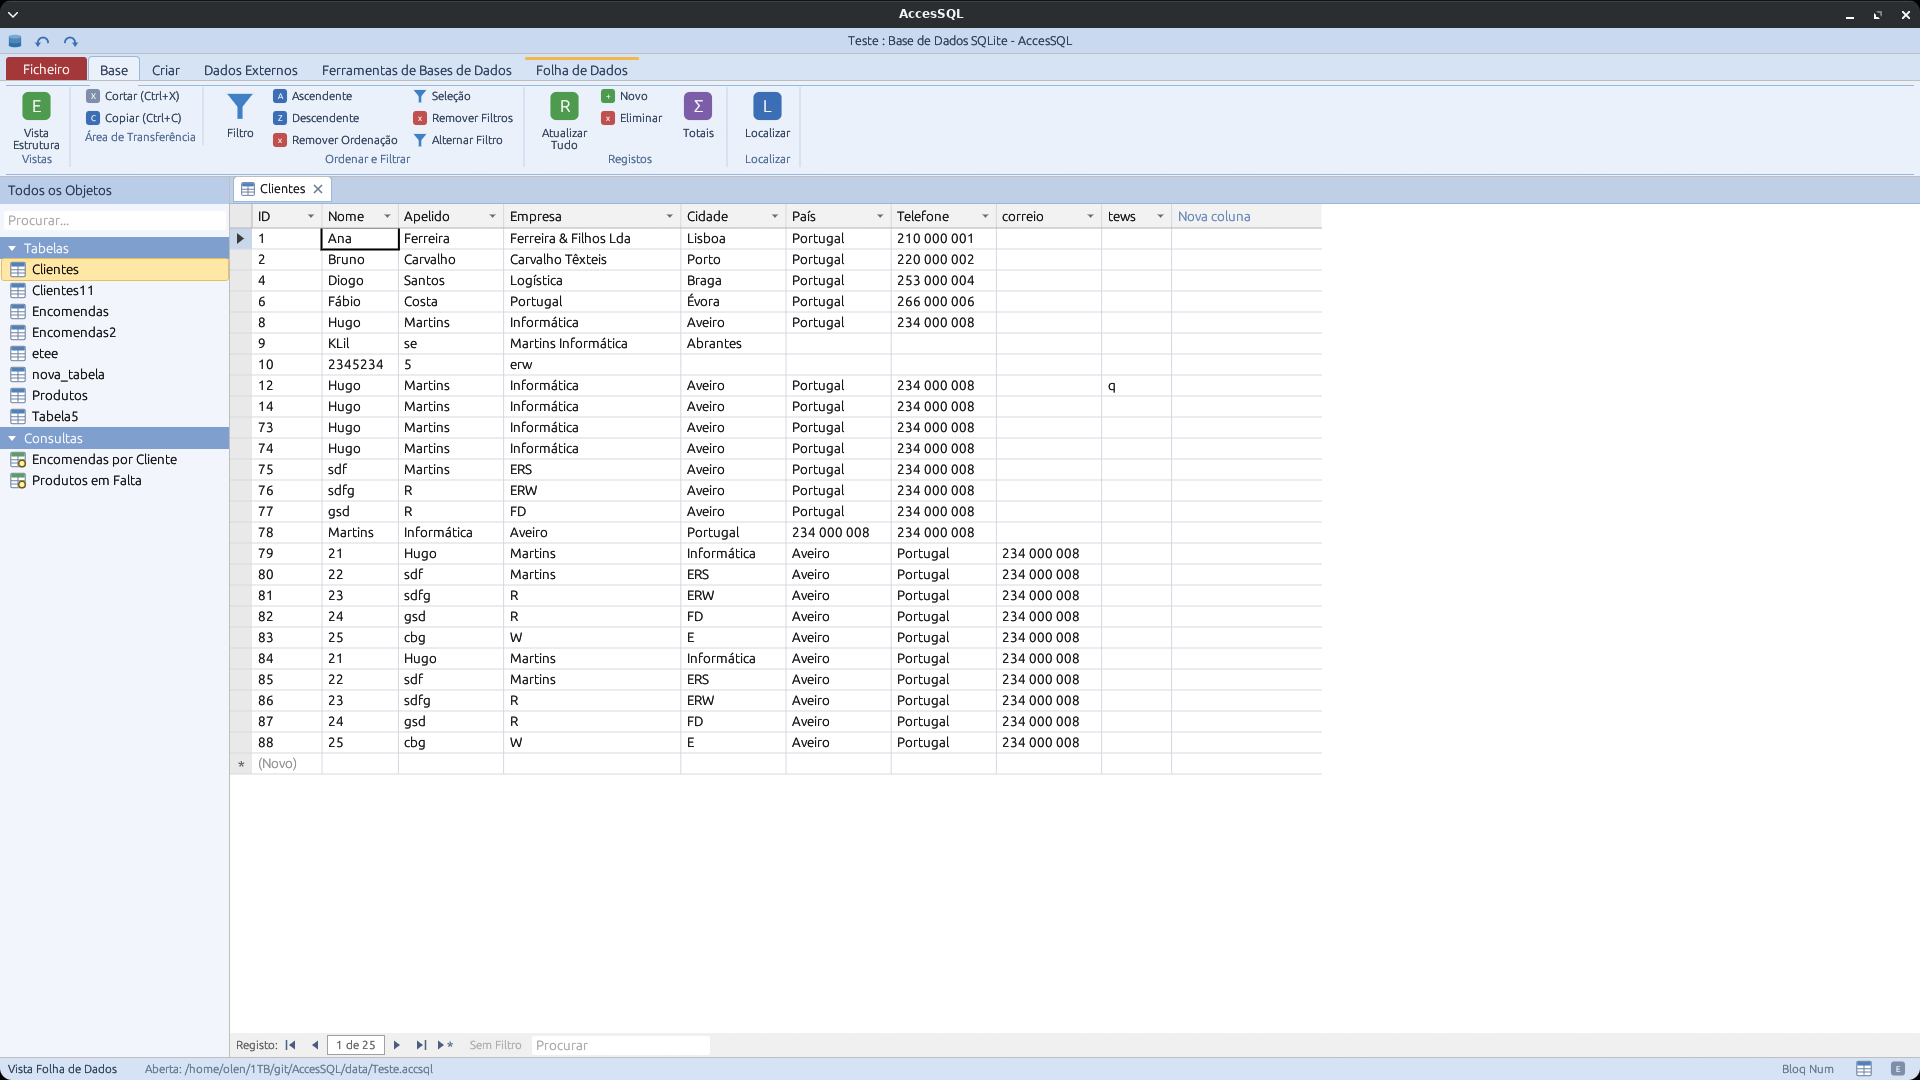 AccesSQL
Teste : Base de Dados SQLite - AccesSQL
Ficheiro Base Criar Dados Externos Ferramentas de Bases de Dados Folha de Dados
E Vista Estrutura
Vistas
X Cortar (Ctrl+X)
C Copiar (Ctrl+C)
Área de Transferência
Filtro
A Ascendente
Z Descendente
x Remover Ordenação
Seleção
x Remover Filtros
Alternar Filtro
Ordenar e Filtrar
R Atualizar Tudo
+ Novo
x Eliminar
Σ Totais
Registos
L Localizar
Localizar
Todos os Objetos
Procurar...
Tabelas
Clientes
Clientes11
Encomendas
Encomendas2
etee
nova_tabela
Produtos
Tabela5
Consultas
Encomendas por Cliente
Produtos em Falta
Clientes
ID Nome Apelido Empresa Cidade País Telefone correio tews Nova coluna
1 Ana Ferreira Ferreira & Filhos Lda Lisboa Portugal 210 000 001
2 Bruno Carvalho Carvalho Têxteis Porto Portugal 220 000 002
4 Diogo Santos Logística Braga Portugal 253 000 004
6 Fábio Costa Portugal Évora Portugal 266 000 006
8 Hugo Martins Informática Aveiro Portugal 234 000 008
9 KLil se Martins Informática Abrantes
10 2345234 5 erw
12 Hugo Martins Informática Aveiro Portugal 234 000 008 q
14 Hugo Martins Informática Aveiro Portugal 234 000 008
73 Hugo Martins Informática Aveiro Portugal 234 000 008
74 Hugo Martins Informática Aveiro Portugal 234 000 008
75 sdf Martins ERS Aveiro Portugal 234 000 008
76 sdfg R ERW Aveiro Portugal 234 000 008
77 gsd R FD Aveiro Portugal 234 000 008
78 Martins Informática Aveiro Portugal 234 000 008 234 000 008
79 21 Hugo Martins Informática Aveiro Portugal 234 000 008
80 22 sdf Martins ERS Aveiro Portugal 234 000 008
81 23 sdfg R ERW Aveiro Portugal 234 000 008
82 24 gsd R FD Aveiro Portugal 234 000 008
83 25 cbg W E Aveiro Portugal 234 000 008
84 21 Hugo Martins Informática Aveiro Portugal 234 000 008
85 22 sdf Martins ERS Aveiro Portugal 234 000 008
86 23 sdfg R ERW Aveiro Portugal 234 000 008
87 24 gsd R FD Aveiro Portugal 234 000 008
88 25 cbg W E Aveiro Portugal 234 000 008
* (Novo)
Registo: 1 de 25 * Sem Filtro Procurar
Vista Folha de Dados Aberta: /home/olen/1TB/git/AccesSQL/data/Teste.accsql Bloq Num E